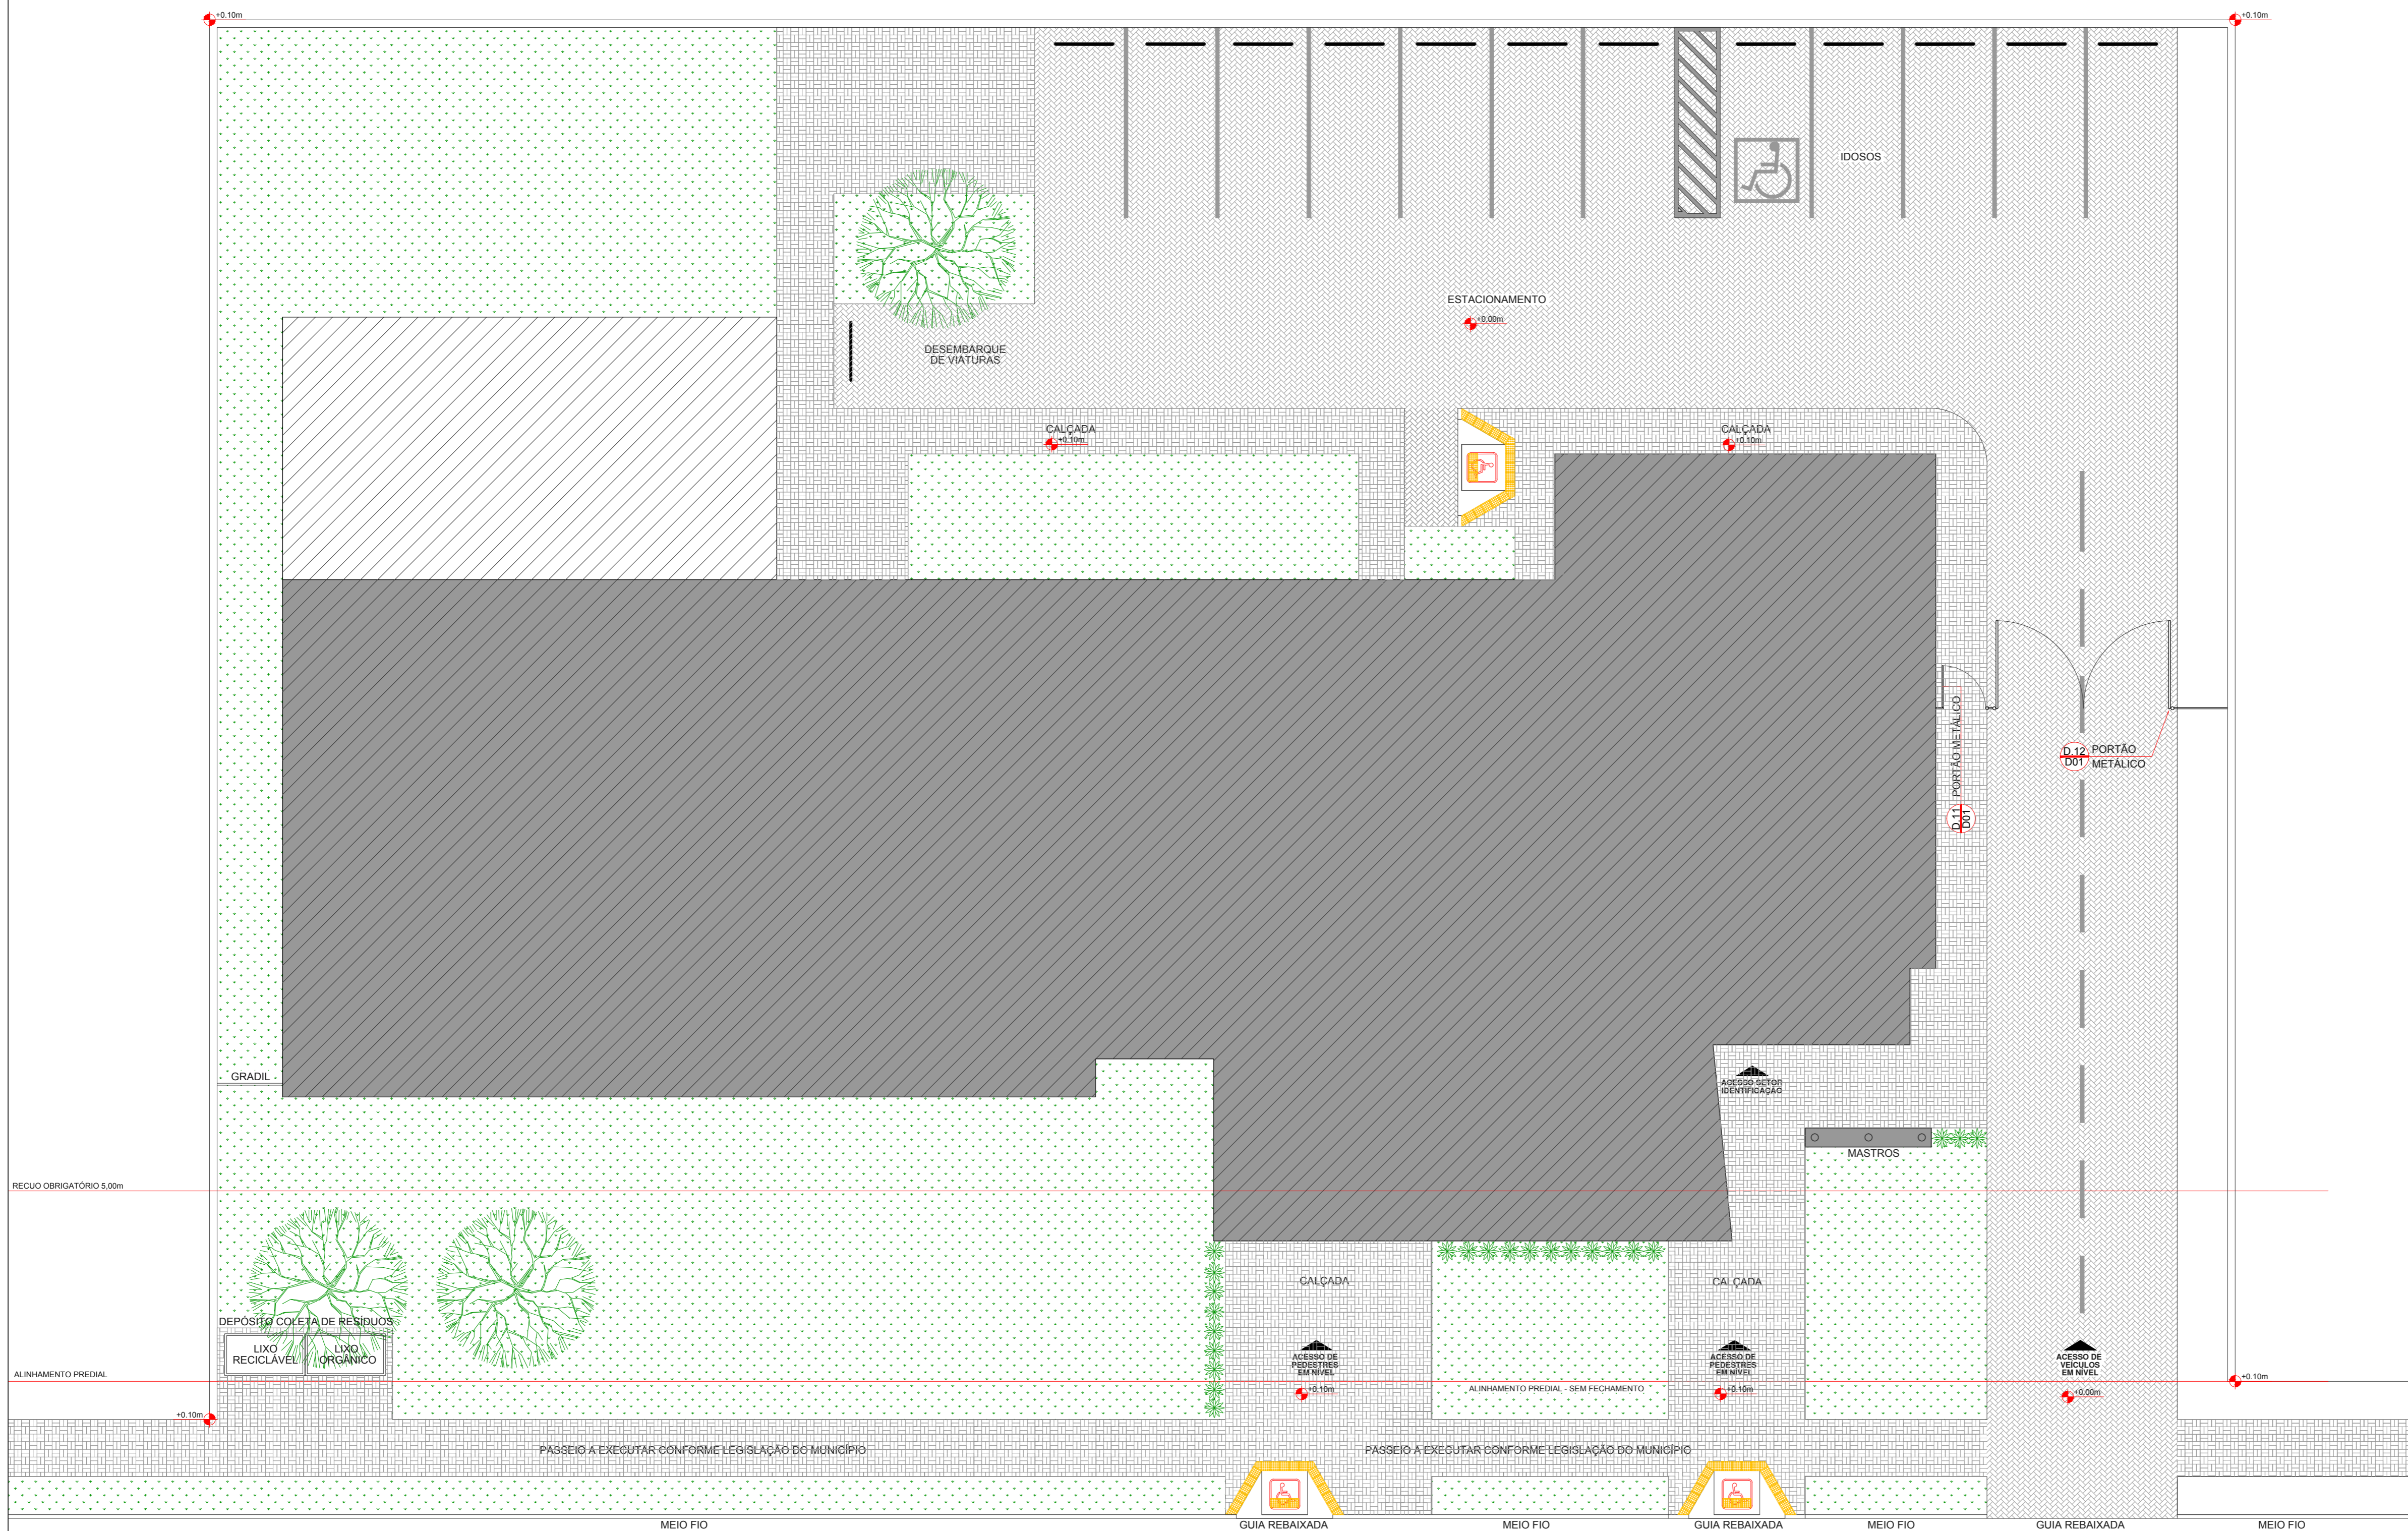 +0.10m
+0.10m
IDOSOS
ESTACIONAMENTO
+0.00m
DESEMBARQUE
DE VIATURAS
CALÇADA
+0.10m
CALÇADA
+0.10m
PORTÃO METÁLICO
D.11
D01
D.12
D01
PORTÃO
METÁLICO
GRADIL
ACESSO SETOR
IDENTIFICAÇÃO
MASTROS
RECUO OBRIGATÓRIO 5,00m
CALÇADA
CALÇADA
DEPÓSITO COLETA DE RESÍDUOS
LIXO
RECICLÁVEL
LIXO
ORGÂNICO
ACESSO DE
PEDESTRES
EM NÍVEL
+0.10m
ACESSO DE
PEDESTRES
EM NÍVEL
+0.10m
ACESSO DE
VEÍCULOS
EM NÍVEL
+0.00m
ALINHAMENTO PREDIAL
ALINHAMENTO PREDIAL - SEM FECHAMENTO
+0.10m
+0.10m
PASSEIO A EXECUTAR CONFORME LEGISLAÇÃO DO MUNICÍPIO
PASSEIO A EXECUTAR CONFORME LEGISLAÇÃO DO MUNICÍPIO
MEIO FIO
GUIA REBAIXADA
MEIO FIO
GUIA REBAIXADA
MEIO FIO
GUIA REBAIXADA
MEIO FIO